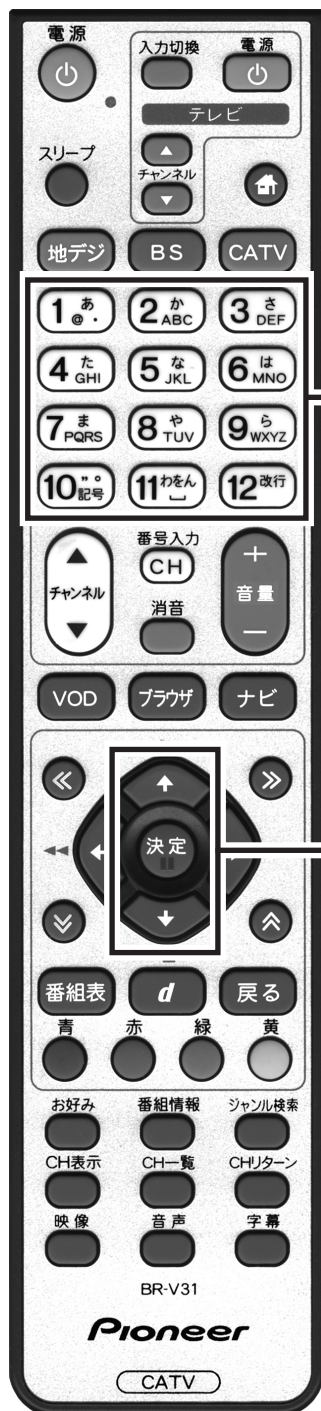 電源
入力切換 電源
テレビ
スリープ
チャンネル
地デジ BS CATV
1 あ @. 2 か ABC 3 さ DEF
4 た GHI 5 な JKL 6 は MNO
7 ま PQRS 8 や TUV 9 ら WXYZ
10 ゛゜ 記号 11 わをん 12 改行
番号入力
CH
チャンネル
音量
消音
VOD ブラウザ ナビ
決定
番組表 d 戻る
青 赤 緑 黄
お好み 番組情報 ジャンル検索
CH表示 CH一覧 CHリターン
映像 音声 字幕
BR-V31
Pioneer
CATV